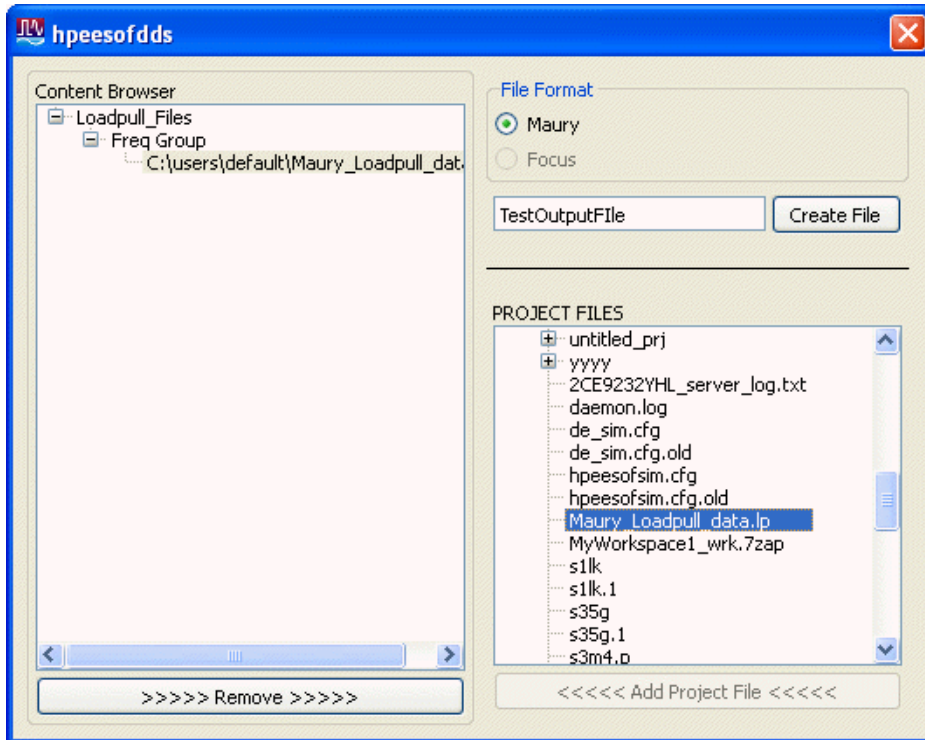 hpeesofdds
Content Browser
Loadpull_Files
Freq Group
C:\users\default\Maury_Loadpull_dat
>>>>> Remove >>>>>
File Format
Maury
Focus
TestOutputFIle
Create File
PROJECT FILES
untitled_prj
yyyy
2CE9232YHL_server_log.txt
daemon.log
de_sim.cfg
de_sim.cfg.old
hpeesofsim.cfg
hpeesofsim.cfg.old
Maury_Loadpull_data.lp
MyWorkspace1_wrk.7zap
s1lk
s1lk.1
s35g
s35g.1
s3m4.p
<<<<< Add Project File <<<<<